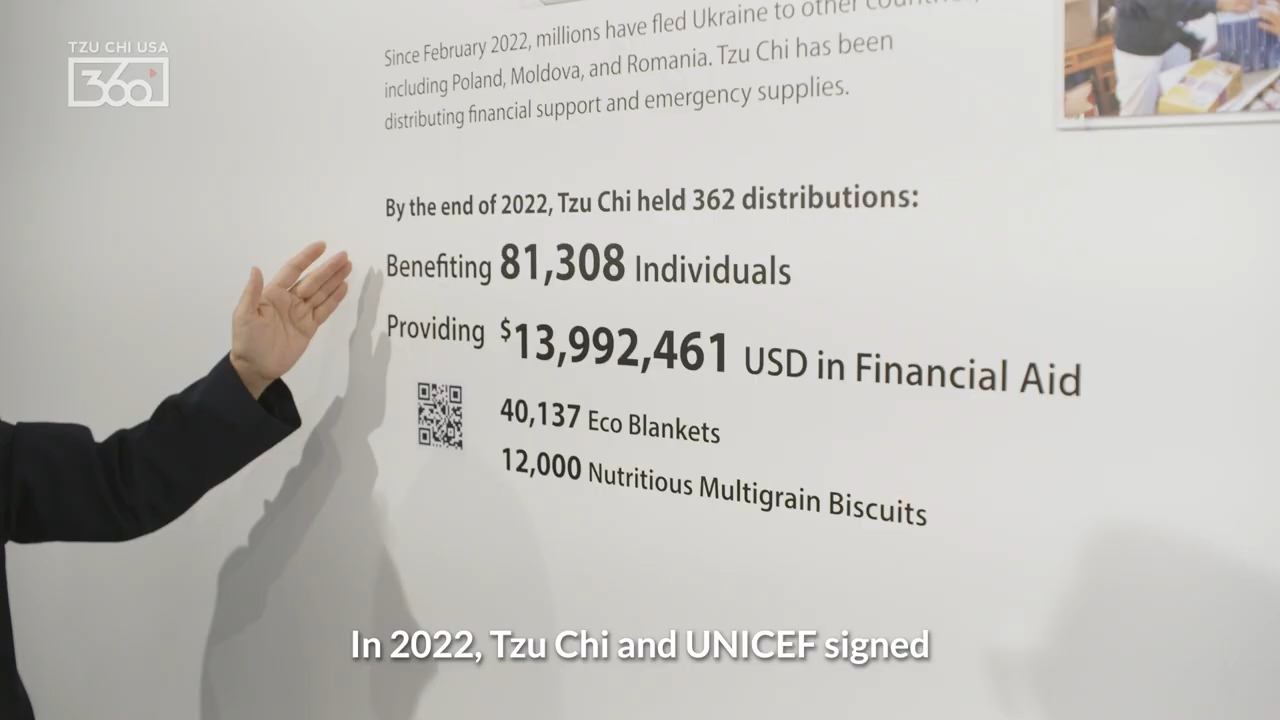 TZU CHI USA
360
Since February 2022, millions have fled Ukraine to other countries,
including Poland, Moldova, and Romania. Tzu Chi has been
distributing financial support and emergency supplies.
By the end of 2022, Tzu Chi held 362 distributions:
Benefiting 81,308 Individuals
Providing $13,992,461 USD in Financial Aid
40,137 Eco Blankets
12,000 Nutritious Multigrain Biscuits
In 2022, Tzu Chi and UNICEF signed